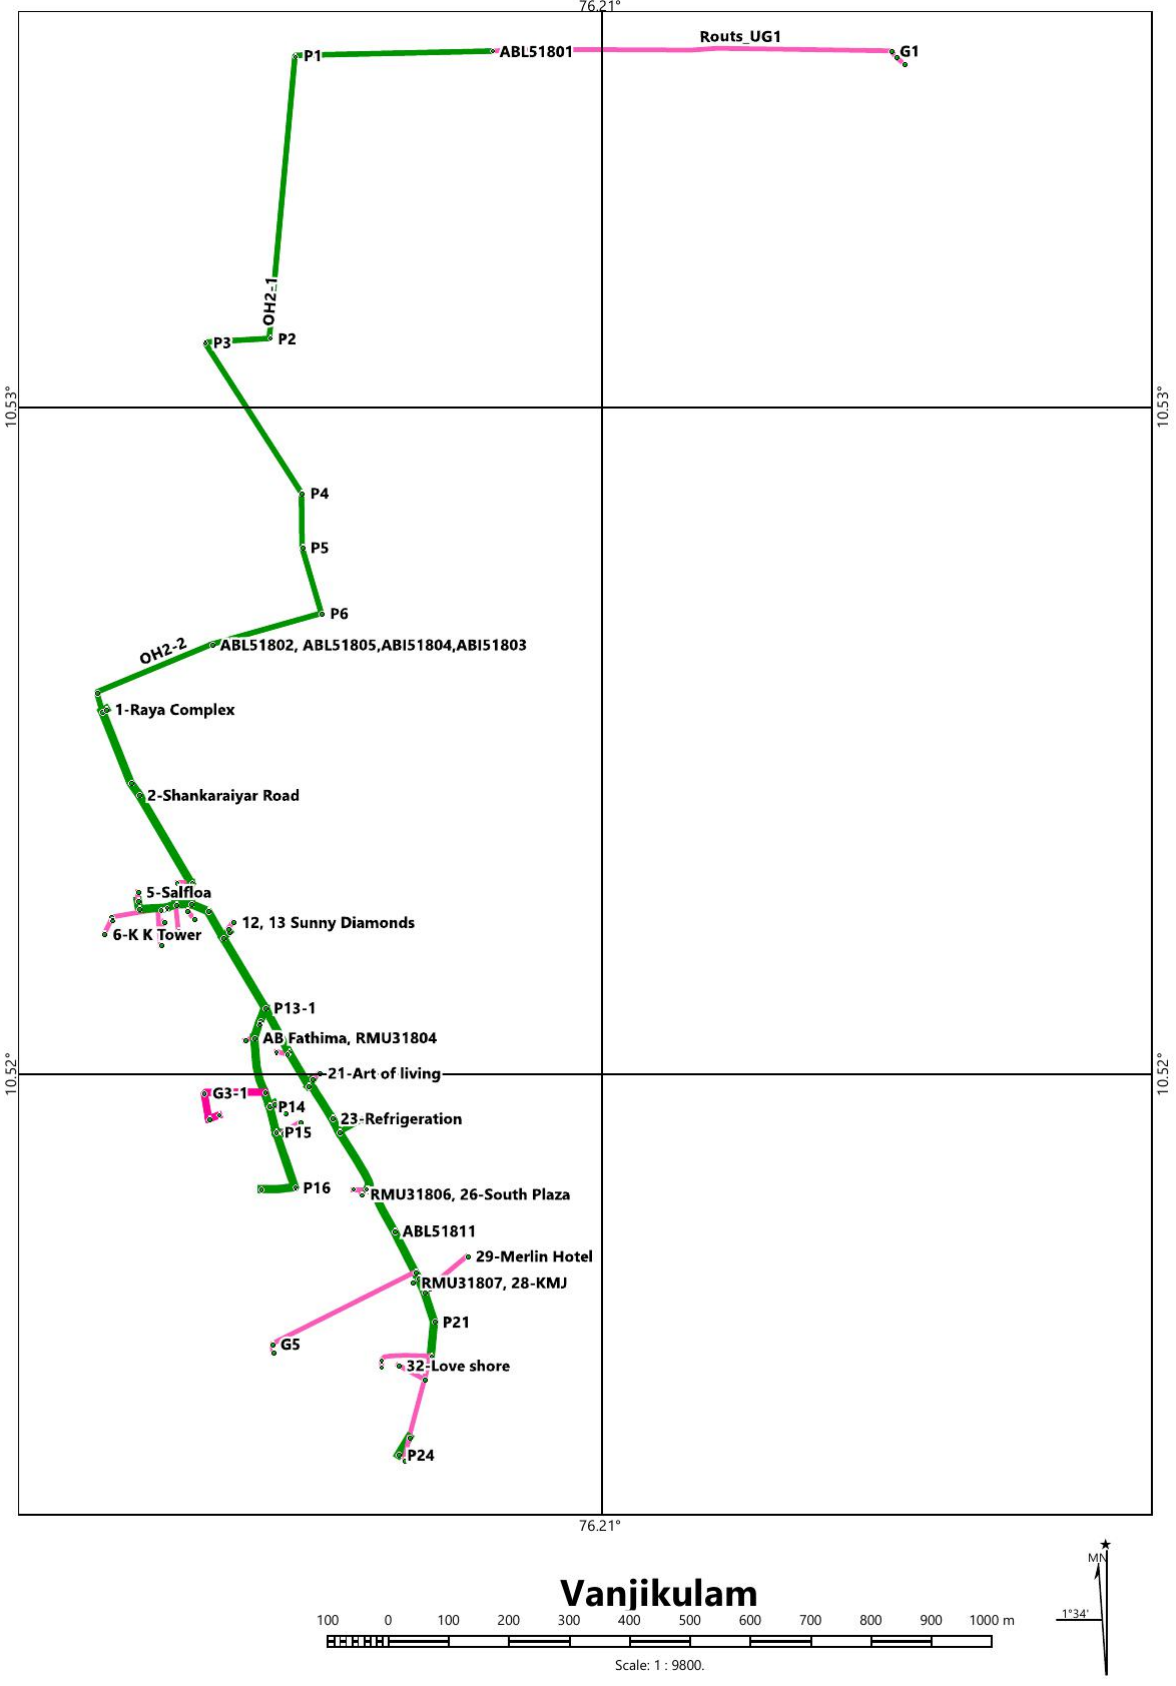 76.21°
Routs_UG1
P1
ABL51801
G1
OH2-1
P3
P2
10.53°
10.53°
P4
P5
P6
OH2-2
ABL51802, ABL51805,ABI51804,ABI51803
1-Raya Complex
2-Shankaraiyar Road
5-Salfloa
12, 13 Sunny Diamonds
6-K K Tower
P13-1
AB Fathima, RMU31804
10.52°
21-Art of living
10.52°
G3-1
P14
23-Refrigeration
P15
P16
RMU31806, 26-South Plaza
ABL51811
29-Merlin Hotel
RMU31807, 28-KMJ
P21
G5
32-Love shore
P24
76.21°
MN
Vanjikulam
1°34'
100 0 100 200 300 400 500 600 700 800 900 1000 m
Scale: 1 : 9800.